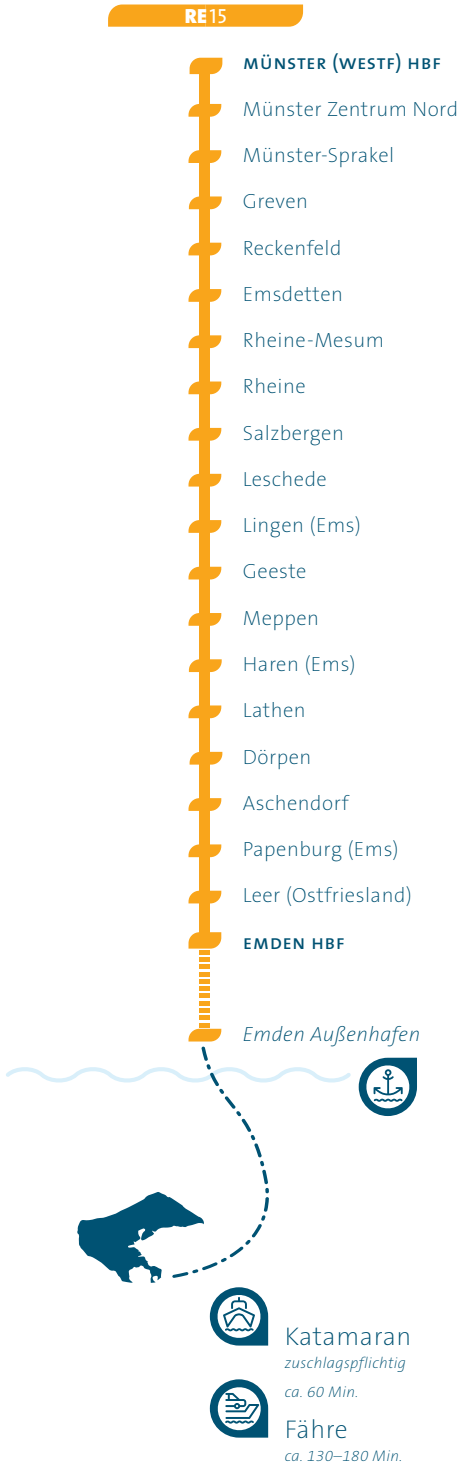 RE15
MÜNSTER (WESTF) HBF
Münster Zentrum Nord
Münster-Sprakel
Greven
Reckenfeld
Emsdetten
Rheine-Mesum
Rheine
Salzbergen
Leschede
Lingen (Ems)
Geeste
Meppen
Haren (Ems)
Lathen
Dörpen
Aschendorf
Papenburg (Ems)
Leer (Ostfriesland)
EMDEN HBF
Emden Außenhafen
Katamaran
zuschlagspflichtig
ca. 60 Min.
Fähre
ca. 130–180 Min.